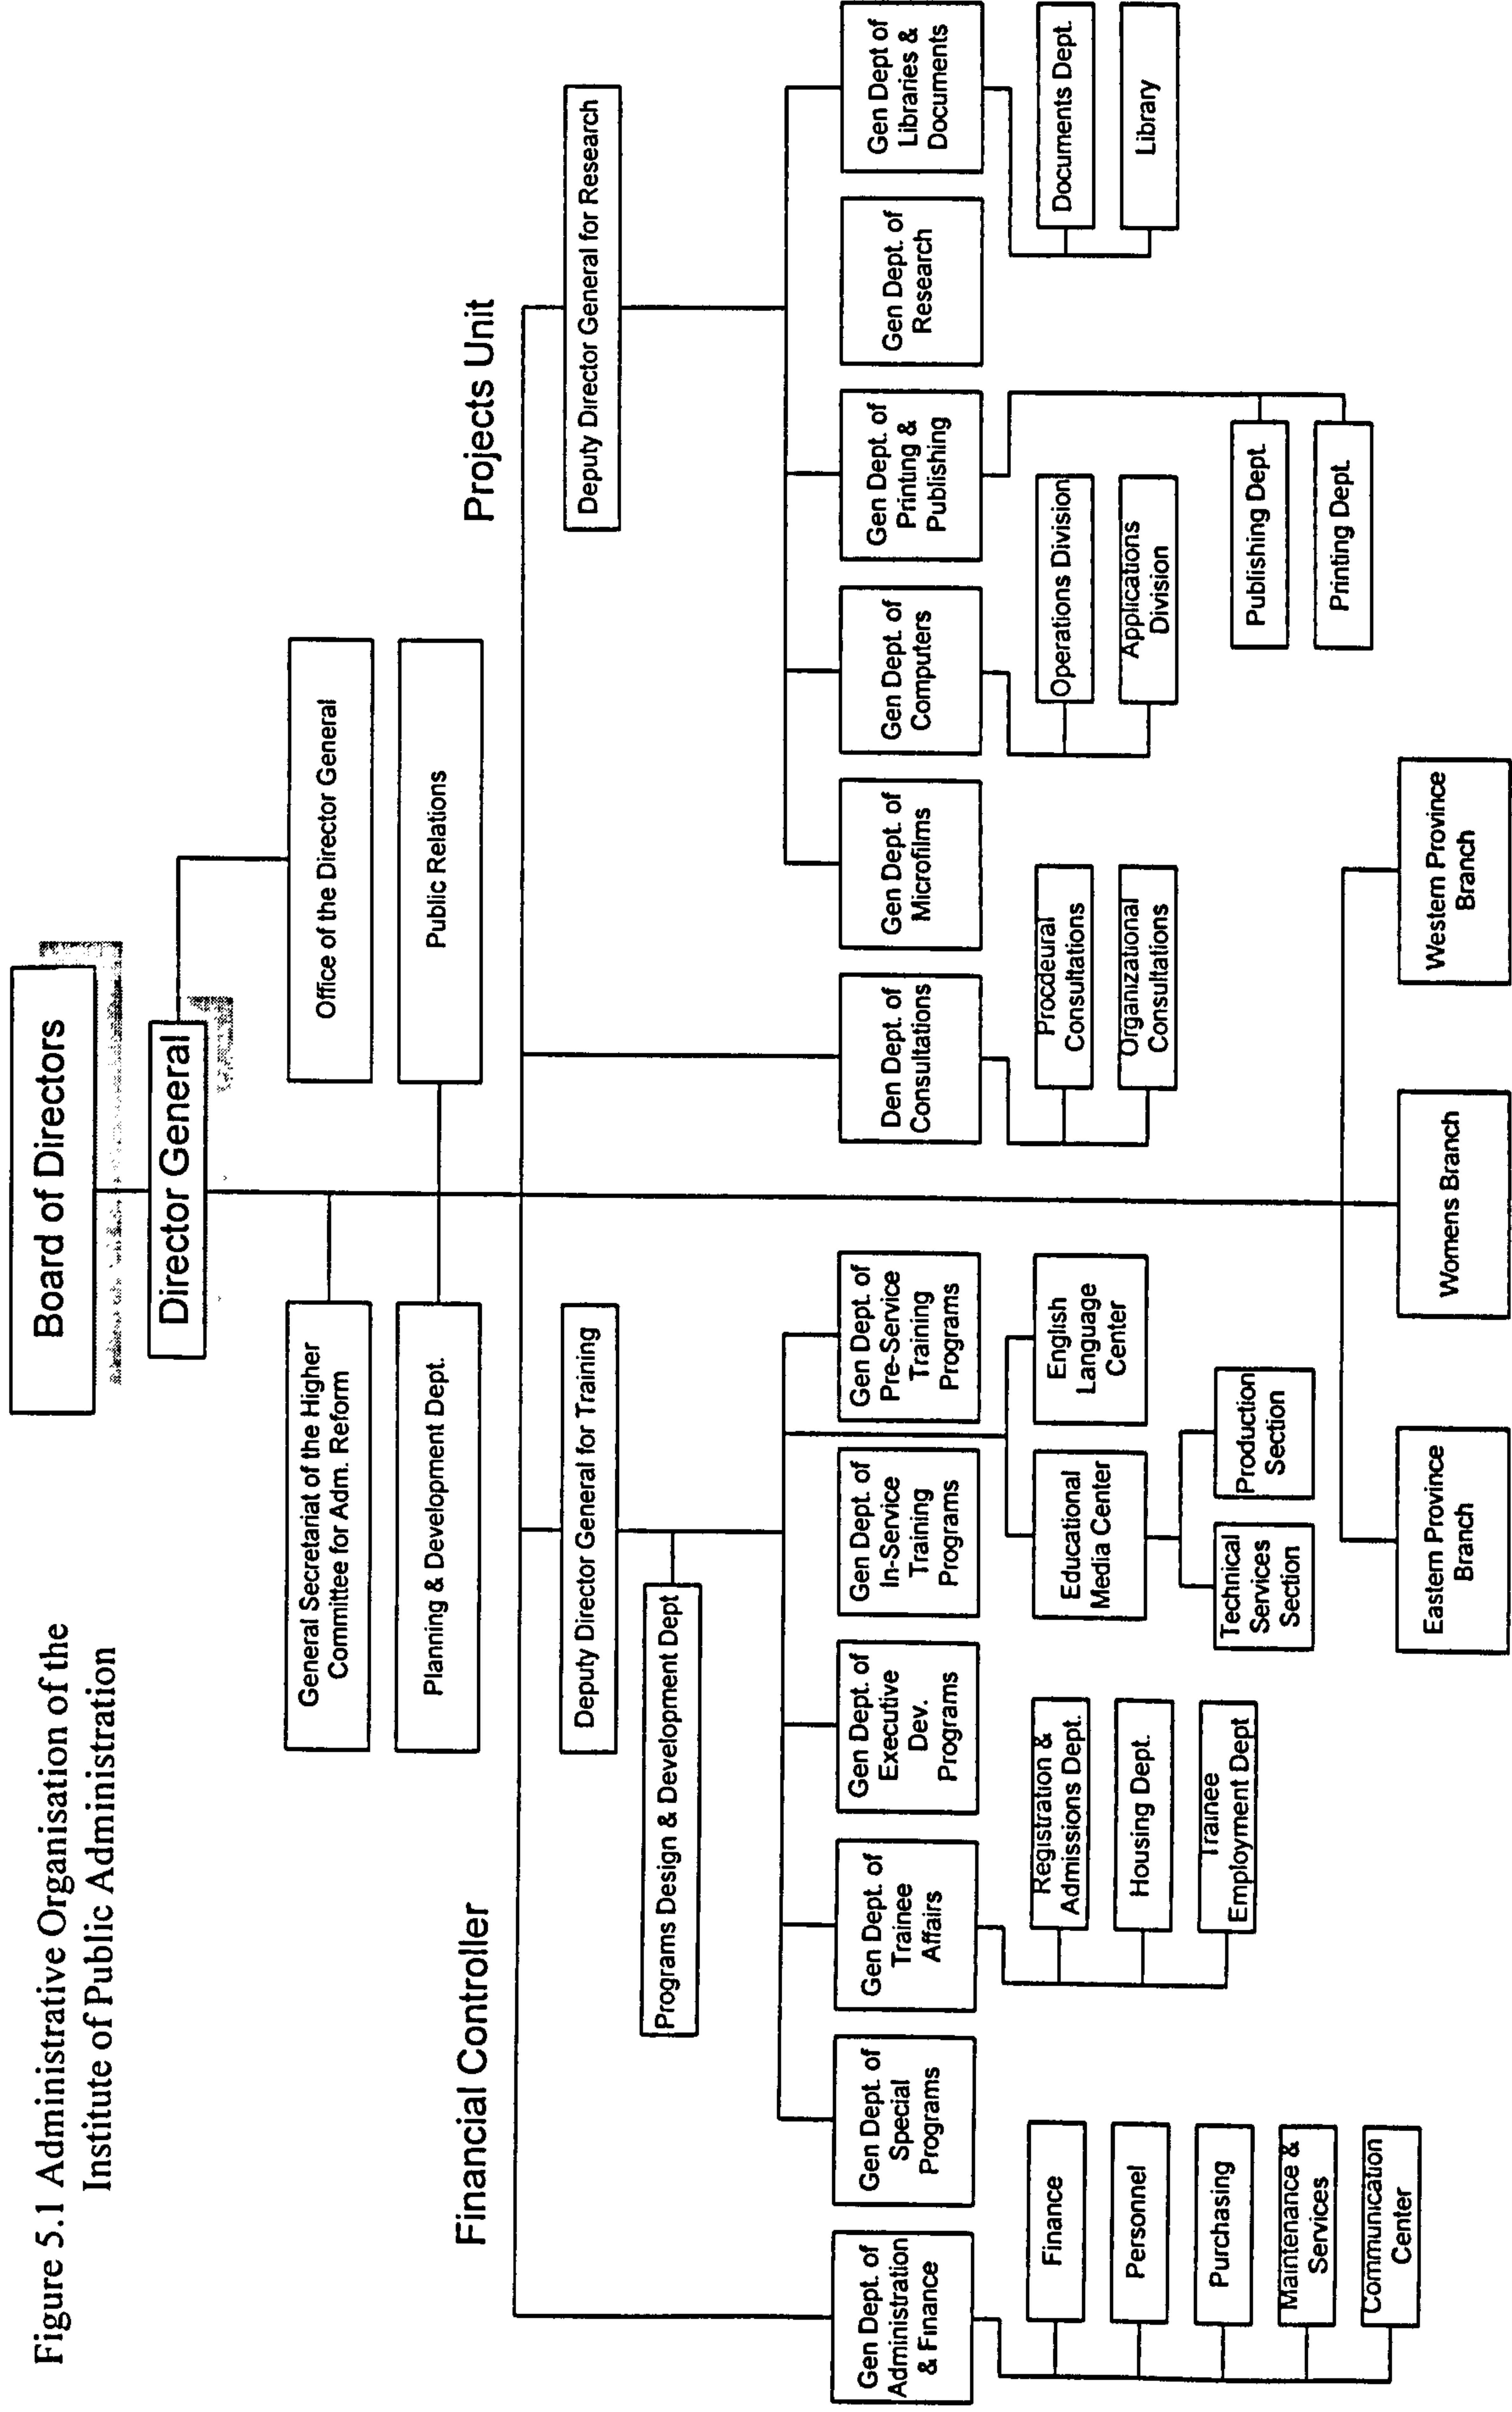 Figure 5.1 Administrative Organisation of the
Institute of Public Administration
Board of Directors
Director General
Office of the Director General
General Secretariat of the Higher
Committee for Adm. Reform
Public Relations
Planning & Development Dept.
Financial Controller
Projects Unit
Deputy Director General for Training
Deputy Director General for Research
Programs Design & Development Dept
Gen Dept. of
Administration
& Finance
Gen Dept. of
Special
Programs
Gen Dept. of
Trainee
Affairs
Gen Dept. of
Executive
Dev.
Programs
Gen Dept. of
In-Service
Training
Programs
Gen Dept. of
Pre-Service
Training
Programs
Den Dept. of
Consultations
Gen Dept. of
Microfilms
Gen Dept. of
Computers
Gen Dept. of
Printing &
Publishing
Gen Dept. of
Research
Gen Dept of
Libraries &
Documents
Finance
Personnel
Purchasing
Maintenance &
Services
Communication
Center
Registration &
Admissions Dept.
Housing Dept.
Trainee
Employment Dept
Educational
Media Center
English
Language
Center
Technical
Services
Section
Production
Section
Procdeural
Consultations
Organizational
Consultations
Operations Division
Applications
Division
Publishing Dept.
Printing Dept.
Documents Dept.
Library
Eastern Province
Branch
Womens Branch
Western Province
Branch